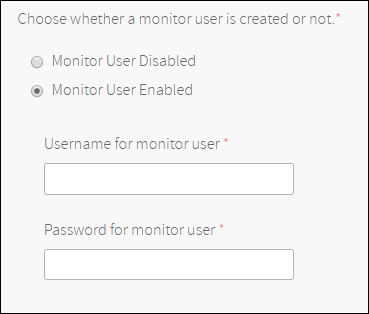 Choose whether a monitor user is created or not.*
Monitor User Disabled
Monitor User Enabled
Username for monitor user *
Password for monitor user *